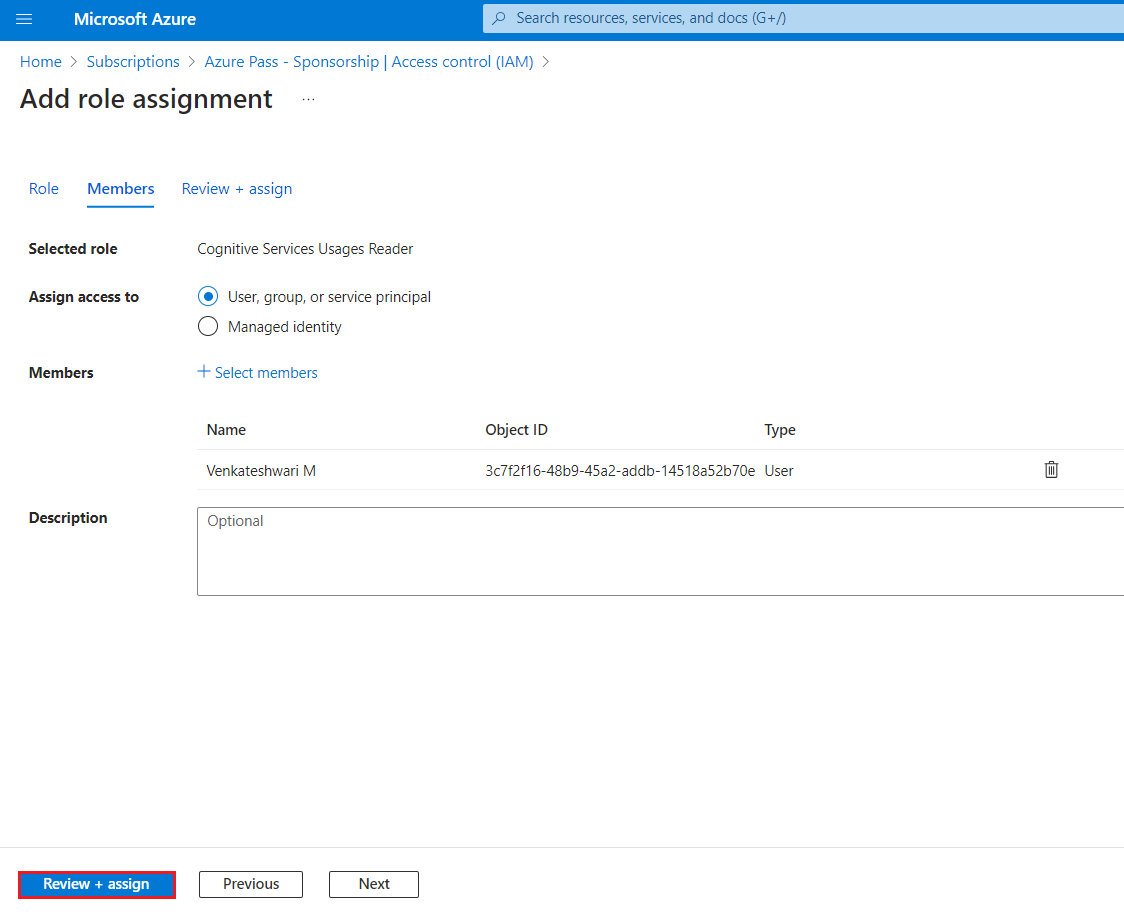 Microsoft Azure
Search resources, services, and docs (G+/)
Home > Subscriptions > Azure Pass - Sponsorship | Access control (IAM) >
Add role assignment ...
Role Members Review + assign
Selected role Cognitive Services Usages Reader
Assign access to User, group, or service principal
Managed identity
Members + Select members
Name Object ID Type
Venkateshwari M 3c7f2f16-48b9-45a2-addb-14518a52b70e User
Description Optional
Review + assign Previous Next